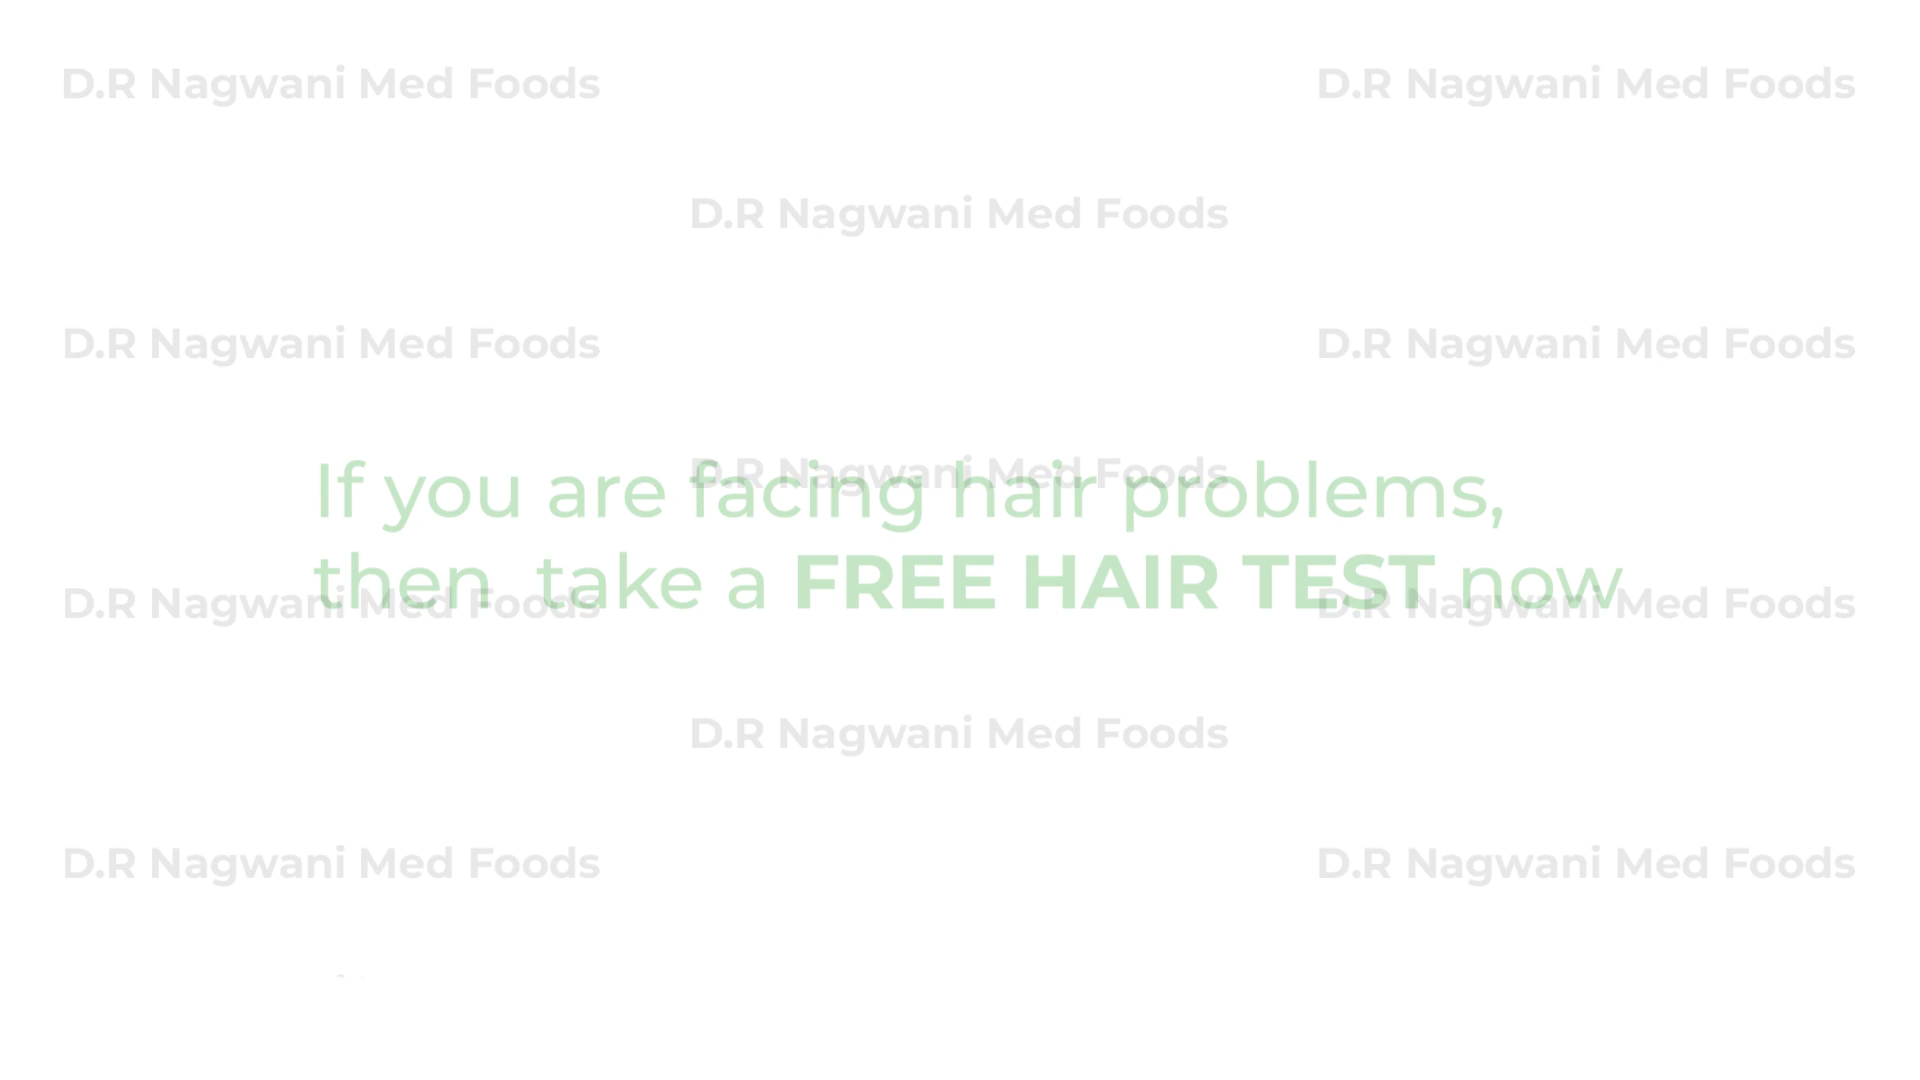 D.R Nagwani Med Foods D.R Nagwani Med Foods
D.R Nagwani Med Foods
D.R Nagwani Med Foods D.R Nagwani Med Foods
D.R Nagwani Med Foods
If you are facing hair problems,
then take a FREE HAIR TEST now
D.R Nagwani Med Foods D.R Nagwani Med Foods
D.R Nagwani Med Foods
D.R Nagwani Med Foods D.R Nagwani Med Foods